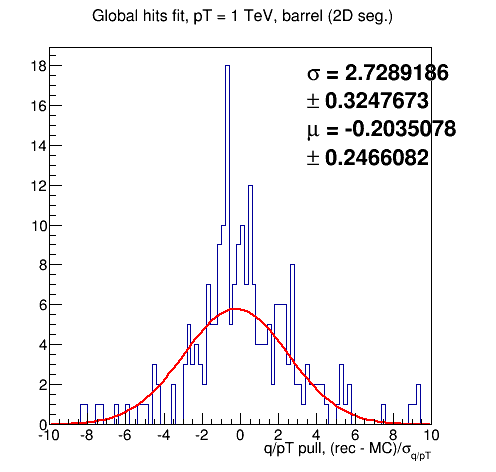 Global hits fit, pT = 1 TeV, barrel (2D seg.)
σ = 2.7289186
± 0.3247673
μ = -0.2035078
± 0.2466082
18
16
14
12
10
8
6
4
2
0
-10 -8 -6 -4 -2 0 2 4 6 8 10
q/pT pull, (rec - MC)/σ_q/pT